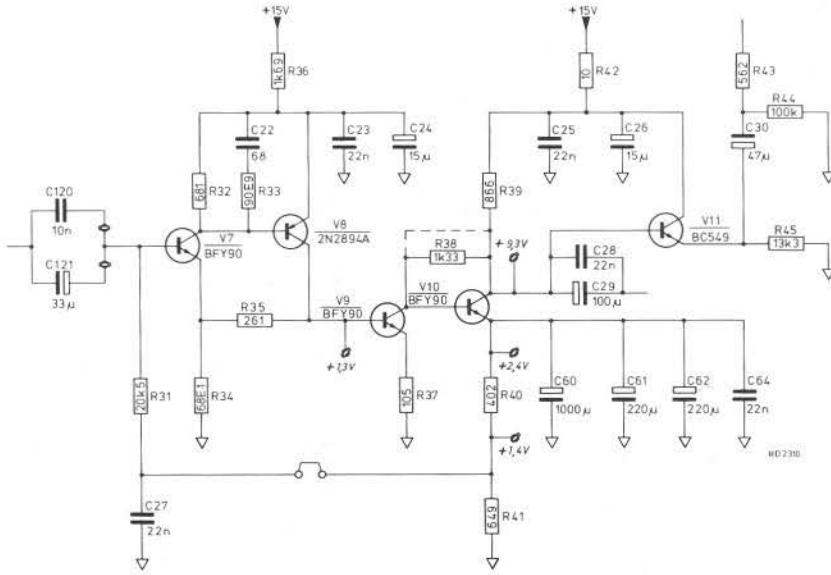 +15V
+15V
1k69
R36
10
R42
562
R43
R44
100k
C22
68
C23
22n
C24
15μ
C25
22n
C26
15μ
C30
47μ
681
R32
90E9
R33
866
R39
C120
10n
V7
BFY90
V8
2N2894A
R38
1k33
+9,3V
V11
BC549
R45
13k3
C121
33μ
C28
22n
V9
BFY90
V10
BFY90
C29
100μ
R35
261
+1,3V
+2,4V
20k5
R31
68E1
R34
105
R37
402
R40
C60
1000μ
C61
220μ
C62
220μ
C64
22n
+1,4V
MD2318
C27
22n
649
R41